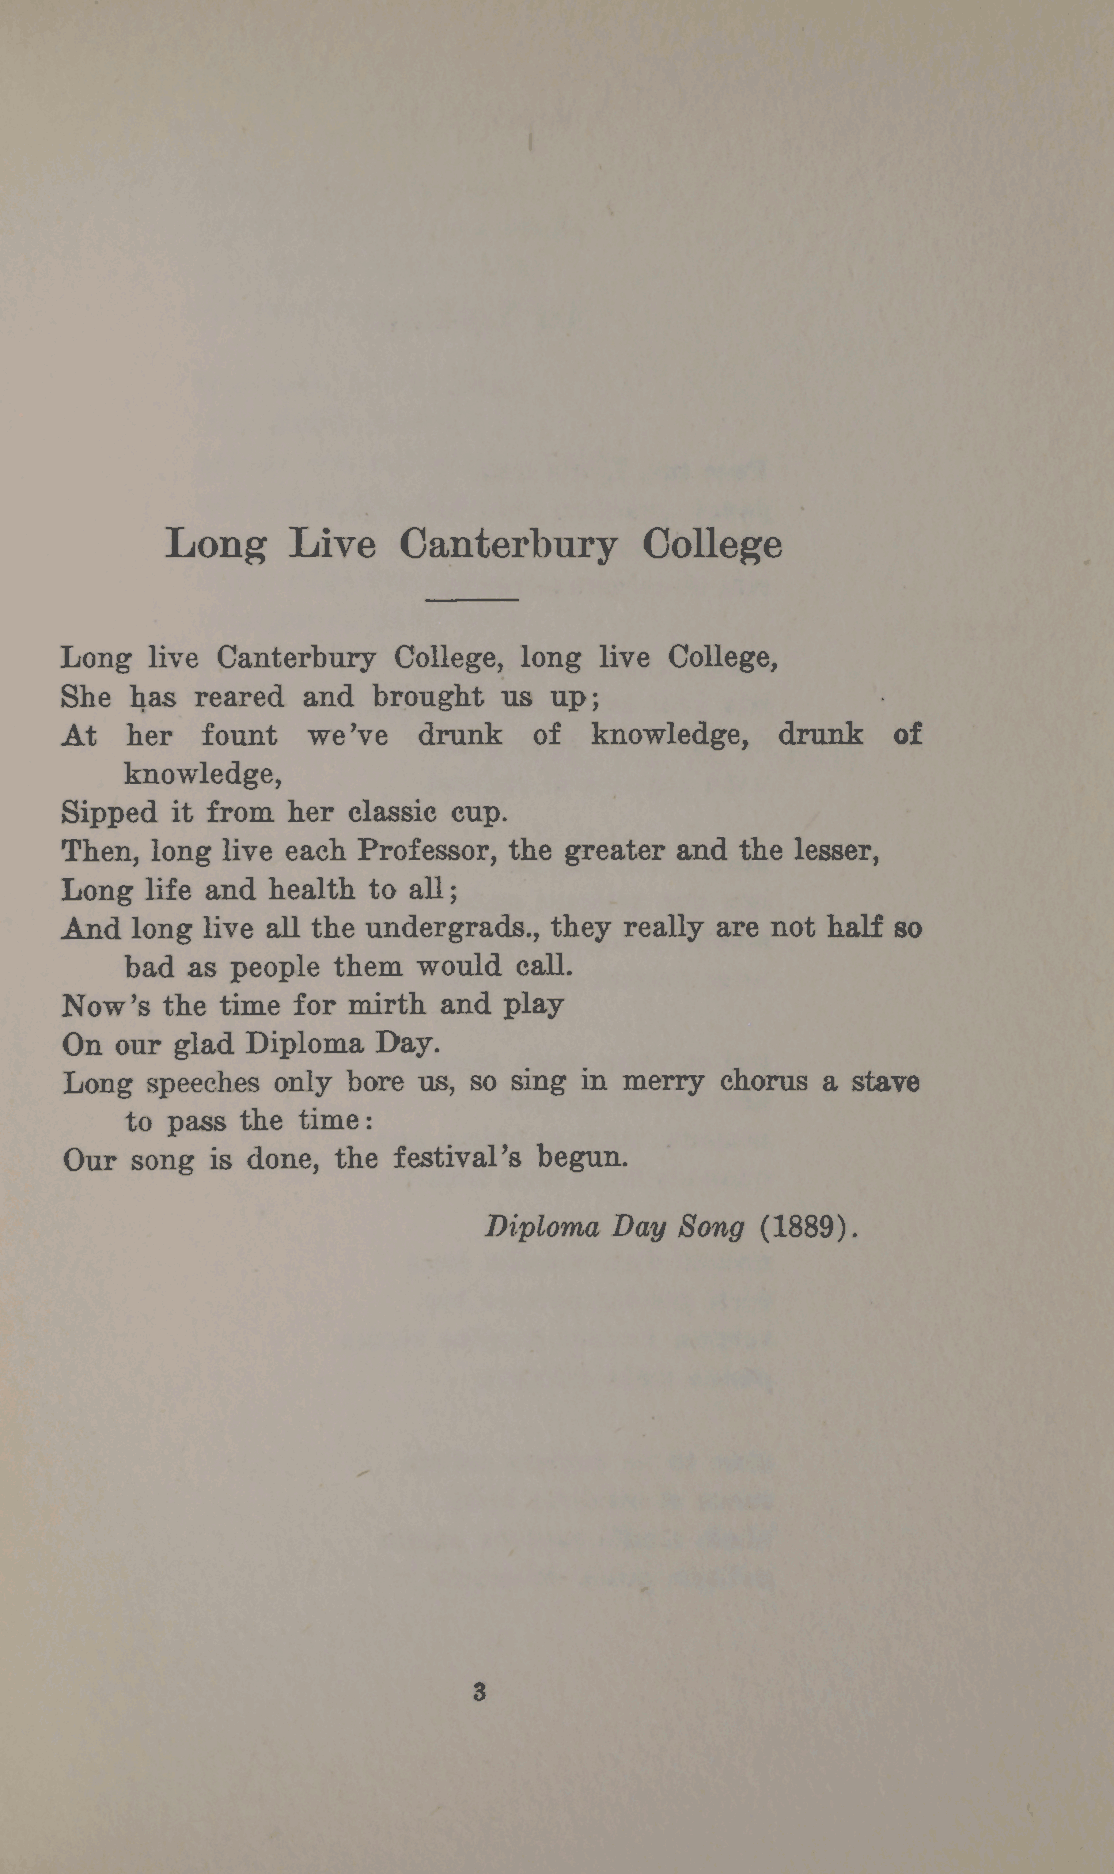 Long Live Canterbury College
Long live Canterbury College, long live College,
She has reared and brought us up;
At her fount we've drunk of knowledge, drunk of
knowledge,
Sipped it from her classic cup.
Then, long live each Professor, the greater and the lesser,
Long life and health to all;
And long live all the undergrads., they really are not half so
bad as people them would call.
Now's the time for mirth and play
On our glad Diploma Day.
Long speeches only bore us, so sing in merry chorus a stave
to pass the time:
Our song is done, the festival's begun.
Diploma Day Song (1889).
3